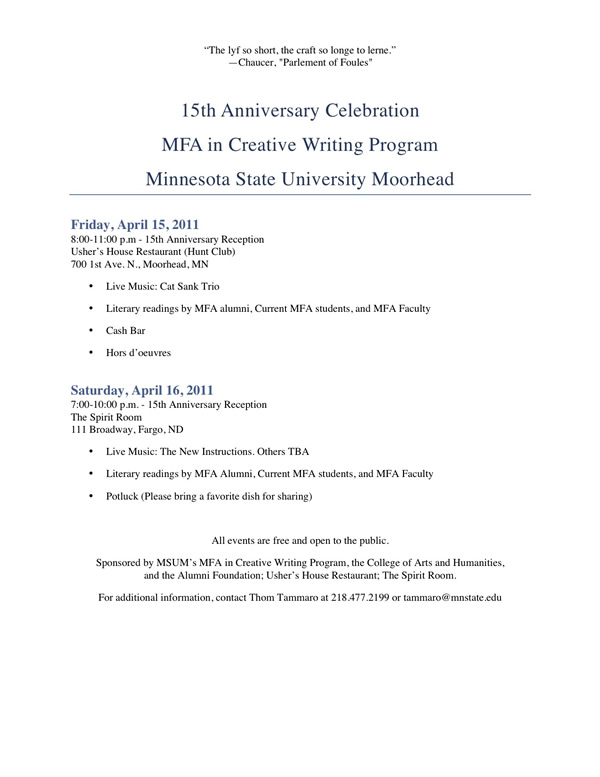 “The lyf so short, the craft so longe to lerne.”
—Chaucer, "Parlement of Foules"
15th Anniversary Celebration
MFA in Creative Writing Program
Minnesota State University Moorhead
Friday, April 15, 2011
8:00-11:00 p.m - 15th Anniversary Reception
Usher’s House Restaurant (Hunt Club)
700 1st Ave. N., Moorhead, MN
• Live Music: Cat Sank Trio
• Literary readings by MFA alumni, Current MFA students, and MFA Faculty
• Cash Bar
• Hors d’oeuvres
Saturday, April 16, 2011
7:00-10:00 p.m. - 15th Anniversary Reception
The Spirit Room
111 Broadway, Fargo, ND
• Live Music: The New Instructions. Others TBA
• Literary readings by MFA Alumni, Current MFA students, and MFA Faculty
• Potluck (Please bring a favorite dish for sharing)
All events are free and open to the public.
Sponsored by MSUM’s MFA in Creative Writing Program, the College of Arts and Humanities,
and the Alumni Foundation; Usher’s House Restaurant; The Spirit Room.
For additional information, contact Thom Tammaro at 218.477.2199 or tammaro@mnstate.edu